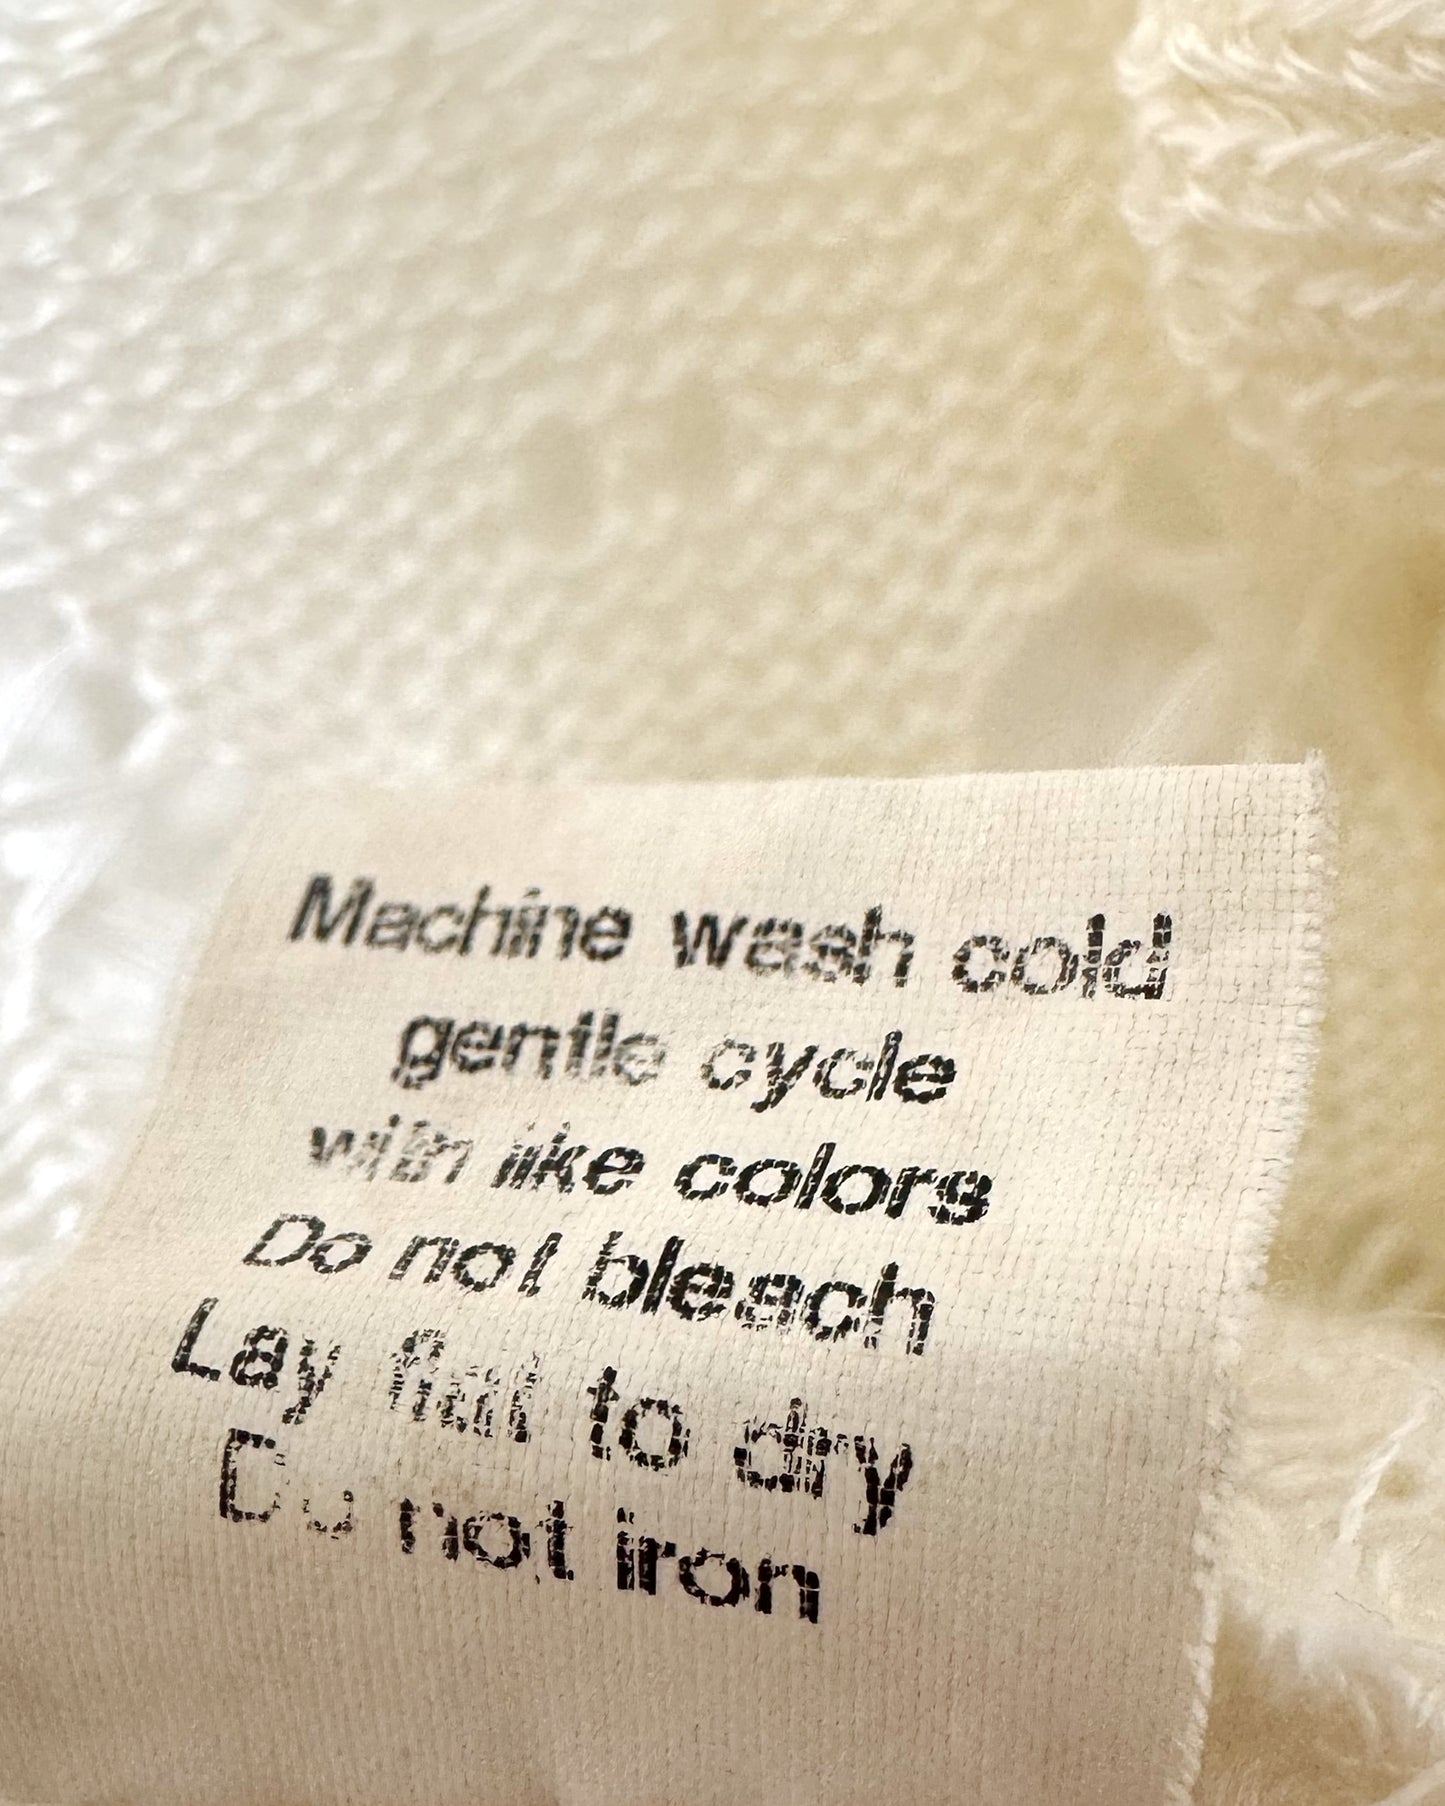 Machine wash cold
gentle cycle
with like colors
Do not bleach
Lay flat to dry
Do not iron